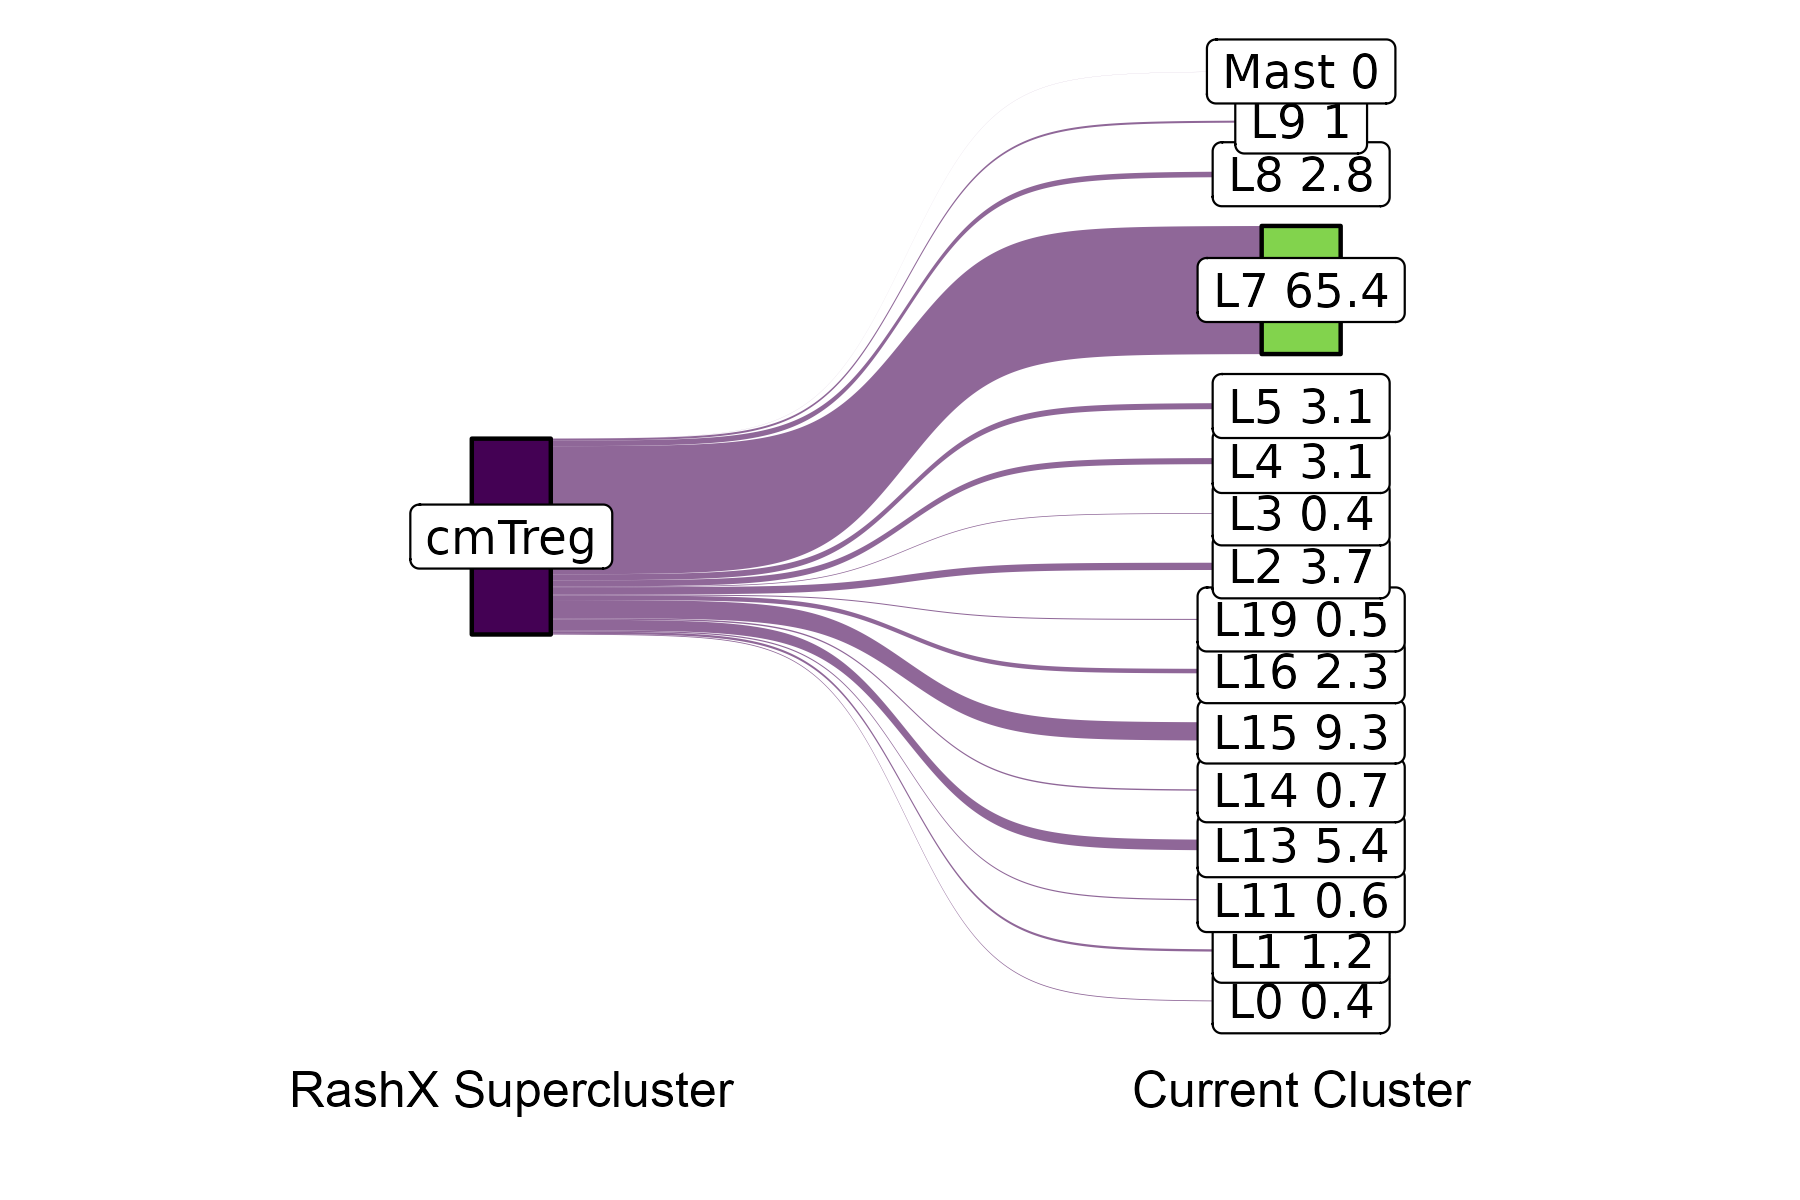 Mast 0
L9 1
L8 2.8
L7 65.4
L5 3.1
L4 3.1
cmTreg
L3 0.4
L2 3.7
L19 0.5
L16 2.3
L15 9.3
L14 0.7
L13 5.4
L11 0.6
L1 1.2
L0 0.4
RashX Supercluster
Current Cluster